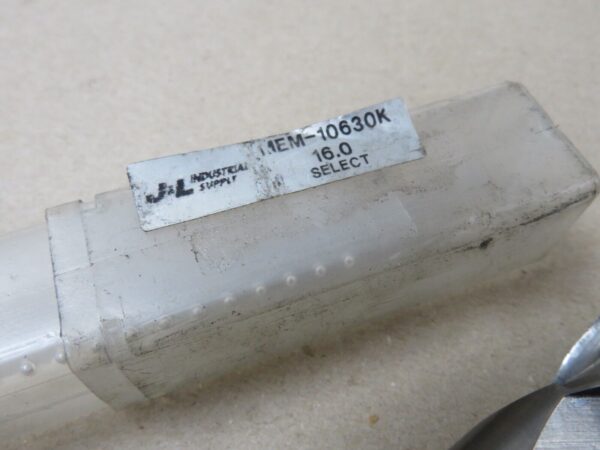 J&L INDUSTRIAL
SUPPLY
MEM-10630K
16.0
SELECT